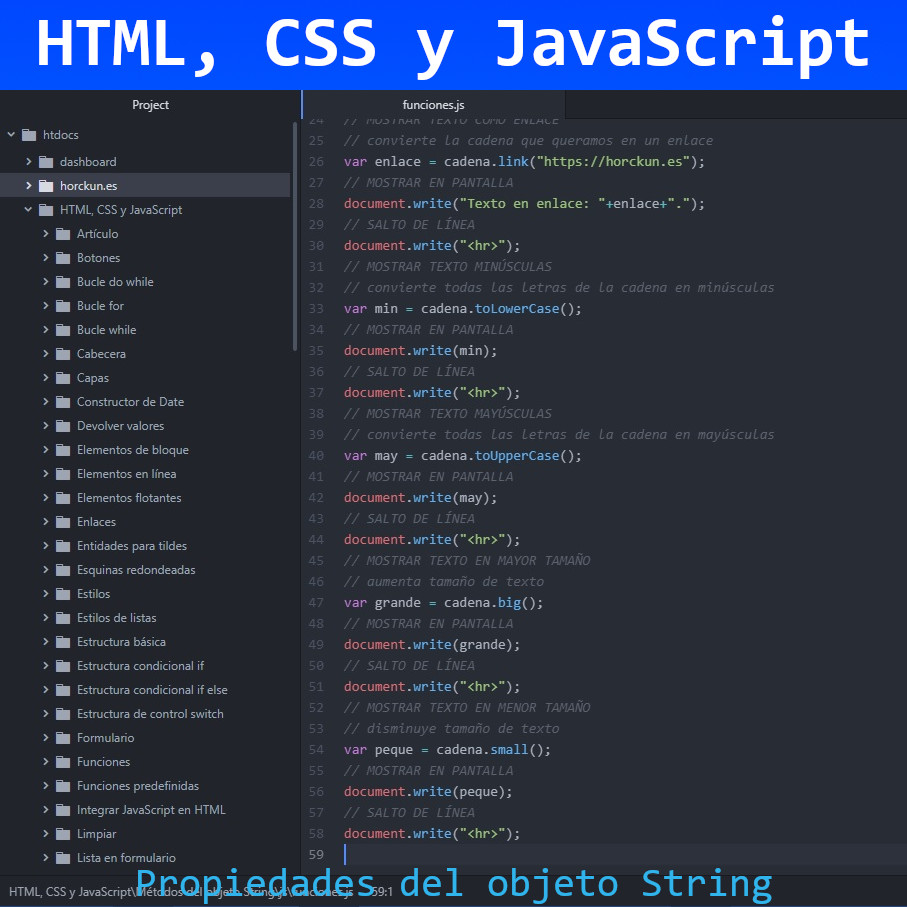 HTML, CSS y JavaScript
Project
htdocs
dashboard
horckun.es
HTML, CSS y JavaScript
Artículo
Botones
Bucle do while
Bucle for
Bucle while
Cabecera
Capas
Constructor de Date
Devolver valores
Elementos de bloque
Elementos en línea
Elementos flotantes
Enlaces
Entidades para tildes
Esquinas redondeadas
Estilos
Estilos de listas
Estructura básica
Estructura condicional if
Estructura condicional if else
Estructura de control switch
Formulario
Funciones
Funciones predefinidas
Integrar JavaScript en HTML
Limpiar
Lista en formulario
funciones.js
24 // MOSTRAR TEXTO COMO ENLACE
25 // convierte la cadena que queramos en un enlace
26 var enlace = cadena.link("https://horckun.es");
27 // MOSTRAR EN PANTALLA
28 document.write("Texto en enlace: "+enlace+".");
29 // SALTO DE LÍNEA
30 document.write("<hr>");
31 // MOSTRAR TEXTO MINÚSCULAS
32 // convierte todas las letras de la cadena en minúsculas
33 var min = cadena.toLowerCase();
34 // MOSTRAR EN PANTALLA
35 document.write(min);
36 // SALTO DE LÍNEA
37 document.write("<hr>");
38 // MOSTRAR TEXTO MAYÚSCULAS
39 // convierte todas las letras de la cadena en mayúsculas
40 var may = cadena.toUpperCase();
41 // MOSTRAR EN PANTALLA
42 document.write(may);
43 // SALTO DE LÍNEA
44 document.write("<hr>");
45 // MOSTRAR TEXTO EN MAYOR TAMAÑO
46 // aumenta tamaño de texto
47 var grande = cadena.big();
48 // MOSTRAR EN PANTALLA
49 document.write(grande);
50 // SALTO DE LÍNEA
51 document.write("<hr>");
52 // MOSTRAR TEXTO EN MENOR TAMAÑO
53 // disminuye tamaño de texto
54 var peque = cadena.small();
55 // MOSTRAR EN PANTALLA
56 document.write(peque);
57 // SALTO DE LÍNEA
58 document.write("<hr>");
59
HTML, CSS y JavaScript\Métodos del objeto String\js\funciones.js 59:1
Propiedades del objeto String